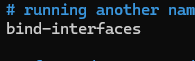 # running another nam
bind-interfaces